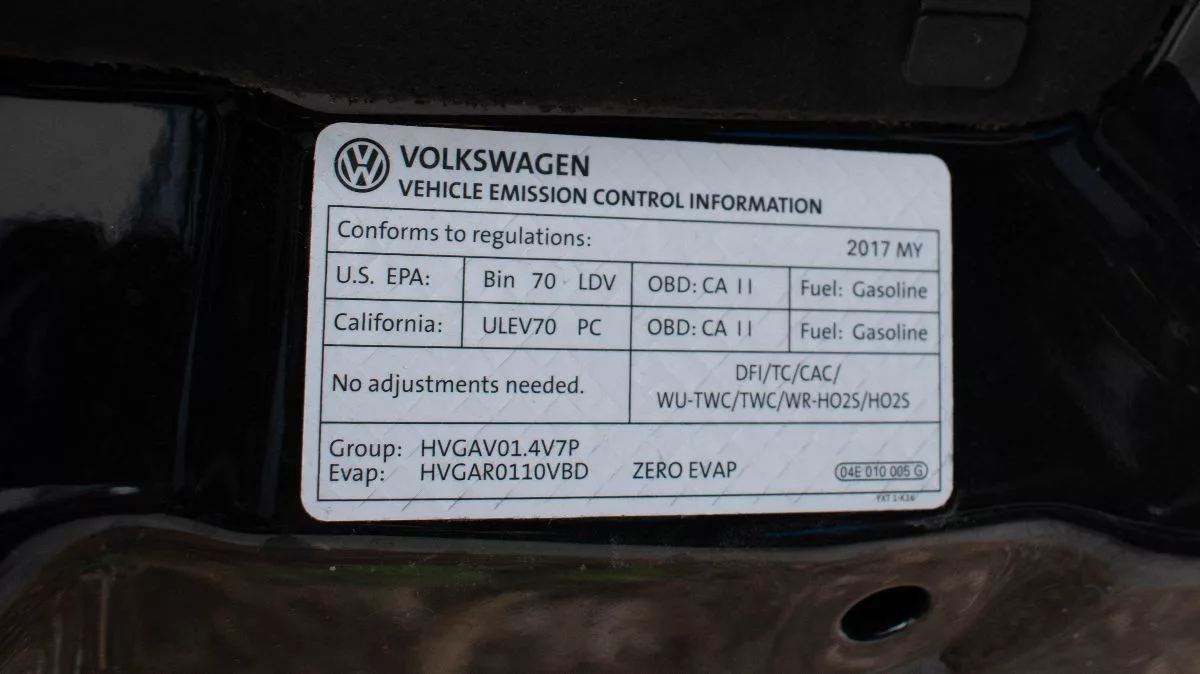 VOLKSWAGEN
VEHICLE EMISSION CONTROL INFORMATION
Conforms to regulations: 2017 MY
U.S. EPA: Bin 70 LDV OBD: CA II Fuel: Gasoline
California: ULEV70 PC OBD: CA II Fuel: Gasoline
No adjustments needed.
DFI/TC/CAC/
WU-TWC/TWC/WR-HO2S/HO2S
Group: HVGAV01.4V7P
Evap: HVGAR0110VBD ZERO EVAP 04E 010 005 G